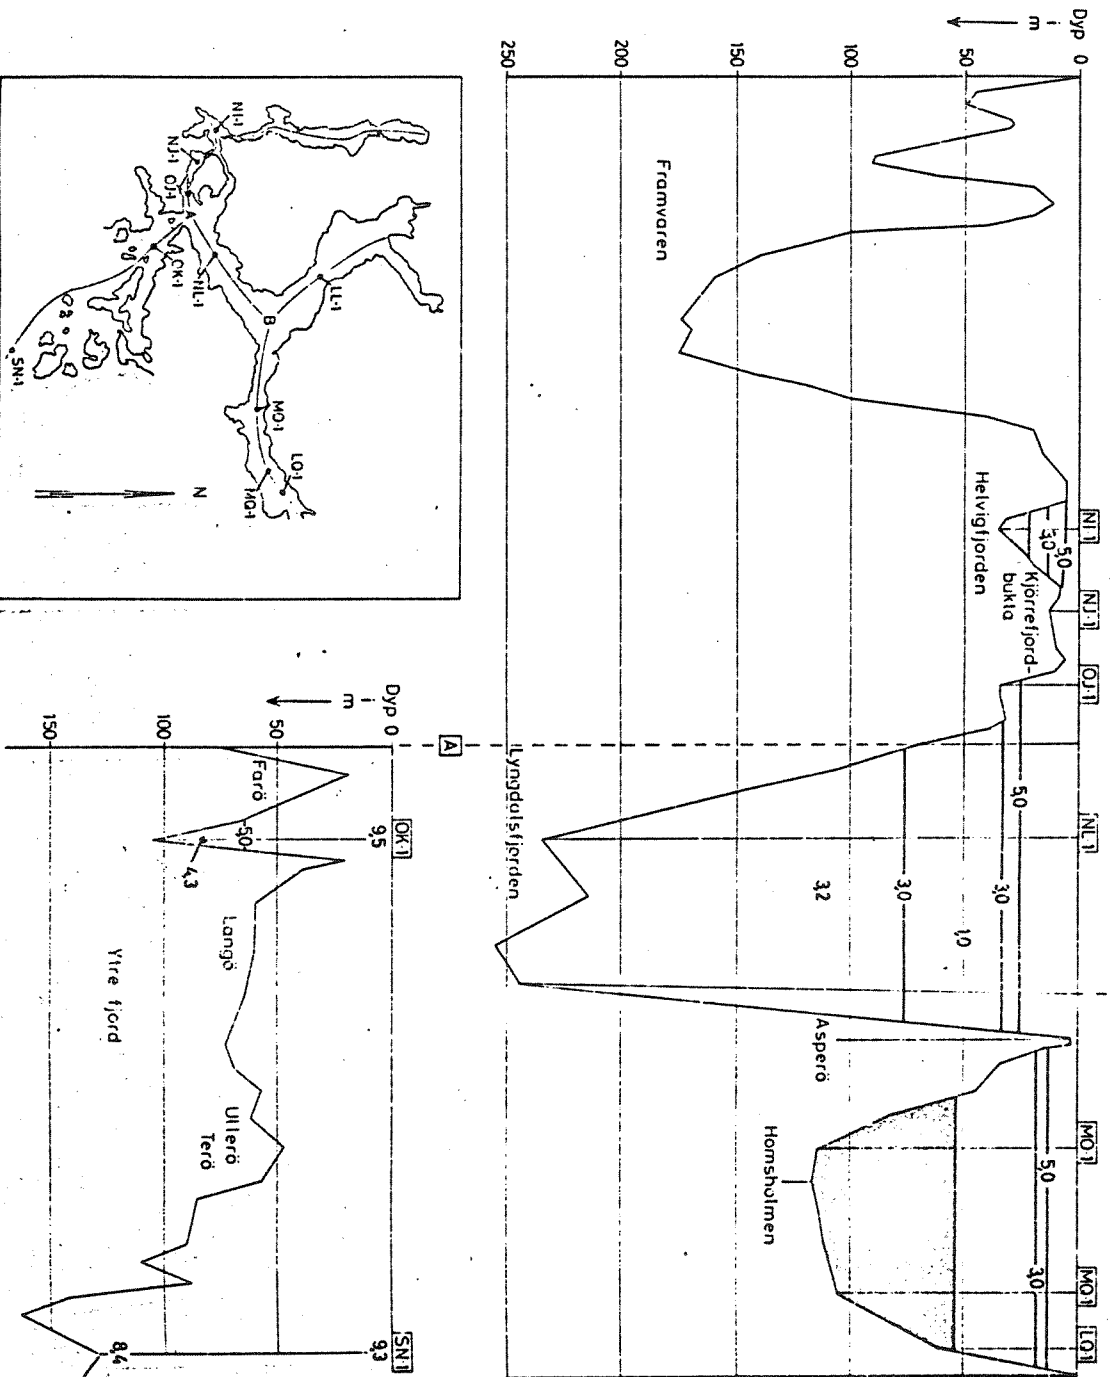 Dyp
m
0
50
100
150
200
250
Framvaren
Helvigfjorden
Kjörrefjord-
bukta
Lyngdalsfjorden
Asperö
Homsholmen
NI-1
NJ-1
OJ-1
NL-1
MO-1
MQ-1
LQ-1
5,0
3,0
5,0
3,0
1,0
3,0
3,2
5,0
3,0
A
Dyp
m
0
50
100
150
Farö
Langö
Ullerö
Terö
Ytre fjord
OK-1
9,5
5,0
4,3
SN-1
9,3
8,4
NI-1
NJ-1
OJ-1
A
OK-1
NL-1
B
LL-1
MO-1
LQ-1
MQ-1
SN-1
N